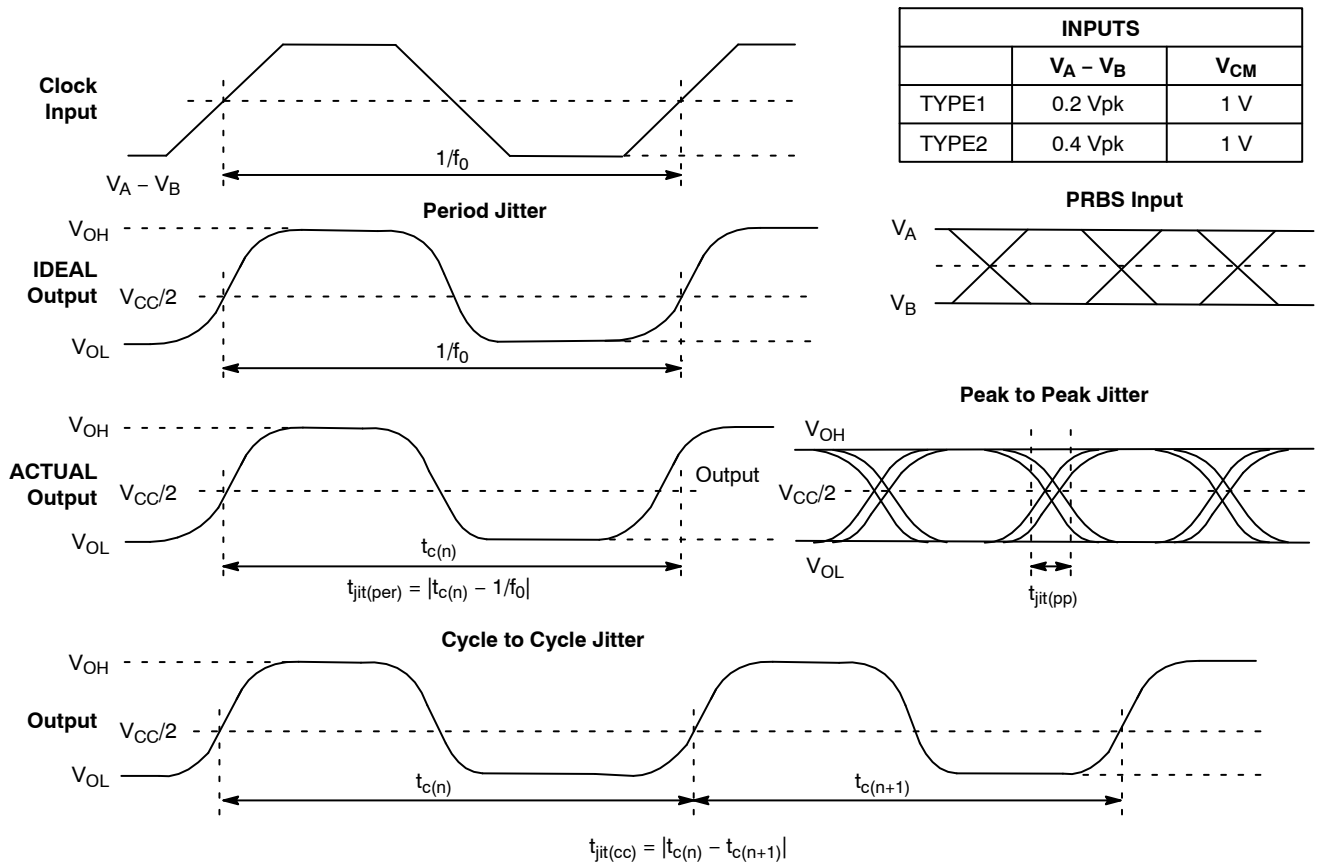 INPUTS
V_A – V_B V_CM
TYPE1 0.2 Vpk 1 V
TYPE2 0.4 Vpk 1 V
Clock
Input
1/f_0
V_A – V_B
Period Jitter
V_OH
IDEAL
Output
V_CC/2
V_OL
1/f_0
PRBS Input
V_A
V_B
V_OH
ACTUAL
Output
V_CC/2
V_OL
t_c(n)
t_jit(per) = |t_c(n) – 1/f_0|
Peak to Peak Jitter
V_OH
Output
V_CC/2
V_OL
t_jit(pp)
Cycle to Cycle Jitter
V_OH
Output
V_CC/2
V_OL
t_c(n)
t_c(n+1)
t_jit(cc) = |t_c(n) – t_c(n+1)|